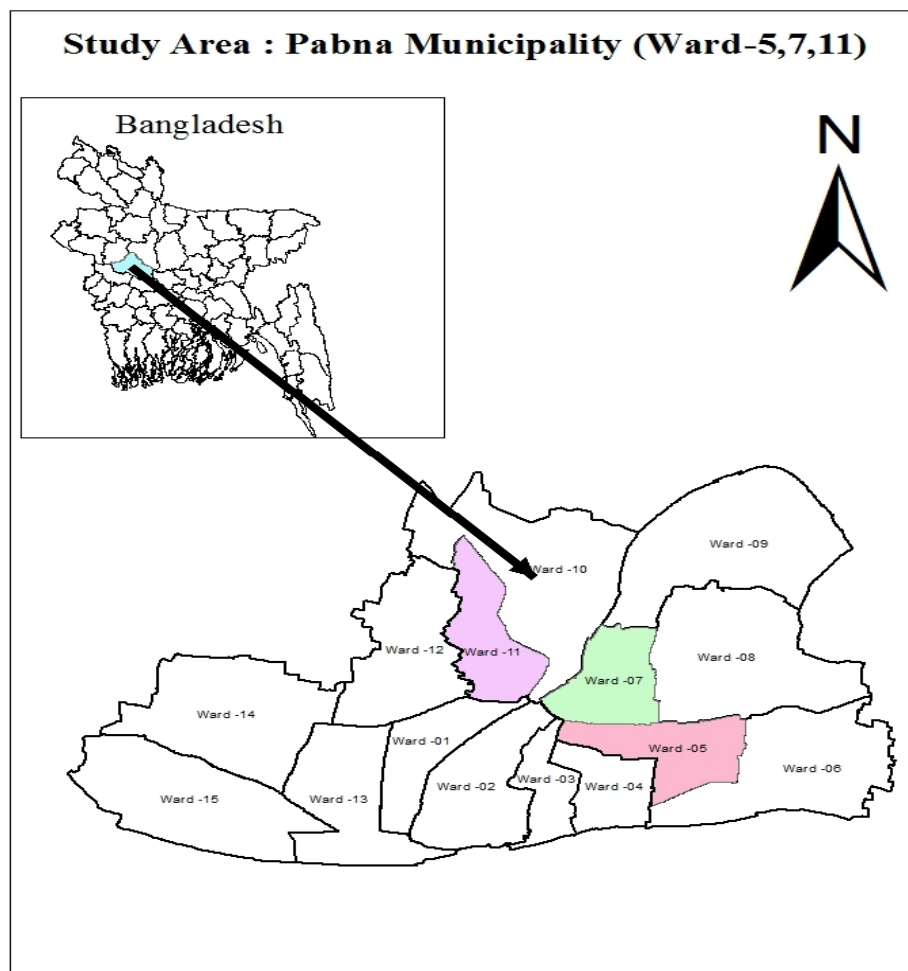 Study Area : Pabna Municipality (Ward-5,7,11)
Bangladesh
N
Ward -09
Ward -10
Ward -12
Ward -11
Ward -08
Ward -07
Ward -14
Ward -01
Ward -05
Ward -06
Ward -15
Ward -13
Ward -02
Ward -03
Ward -04